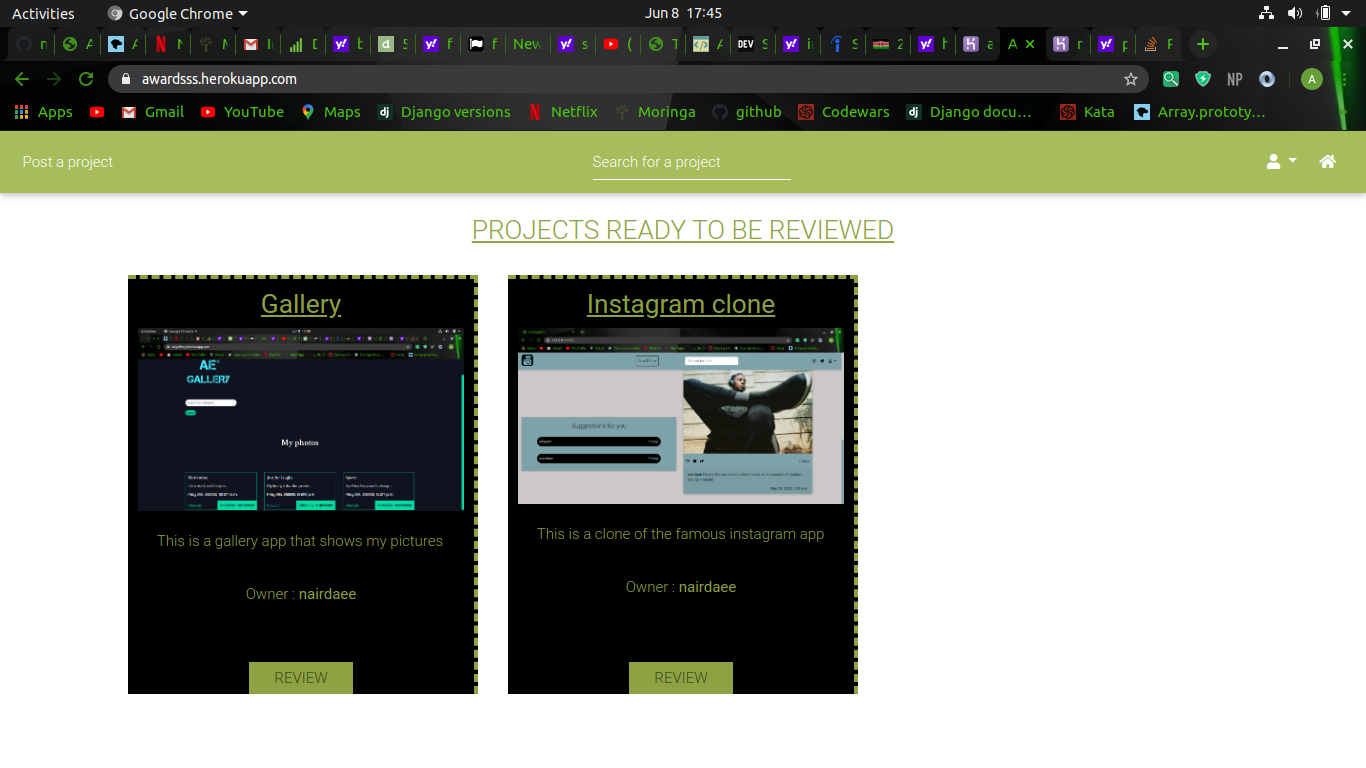 Activities Google Chrome Jun 8 17:45
New
DEV
awardsss.herokuapp.com NP A
Apps Gmail YouTube Maps Django versions Netflix Moringa github Codewars Django docu… Kata Array.prototy…
Post a project Search for a project
PROJECTS READY TO BE REVIEWED
Gallery
AE
GALLERY
My photos
This is a gallery app that shows my pictures
Owner : nairdaee
REVIEW
Instagram clone
Suggestions for you
This is a clone of the famous instagram app
Owner : nairdaee
REVIEW